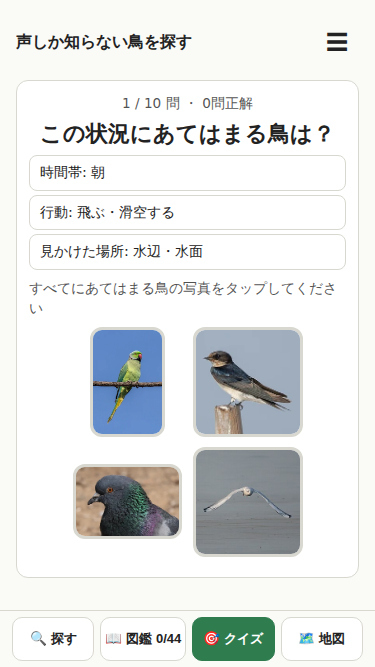 声しか知らない鳥を探す
☰
1 / 10 問 ・ 0問正解
この状況にあてはまる鳥は？
時間帯: 朝
行動: 飛ぶ・滑空する
見かけた場所: 水辺・水面
すべてにあてはまる鳥の写真をタップしてくださ
い
🔍 探す
📖 図鑑 0/44
🎯 クイズ
🗺️ 地図